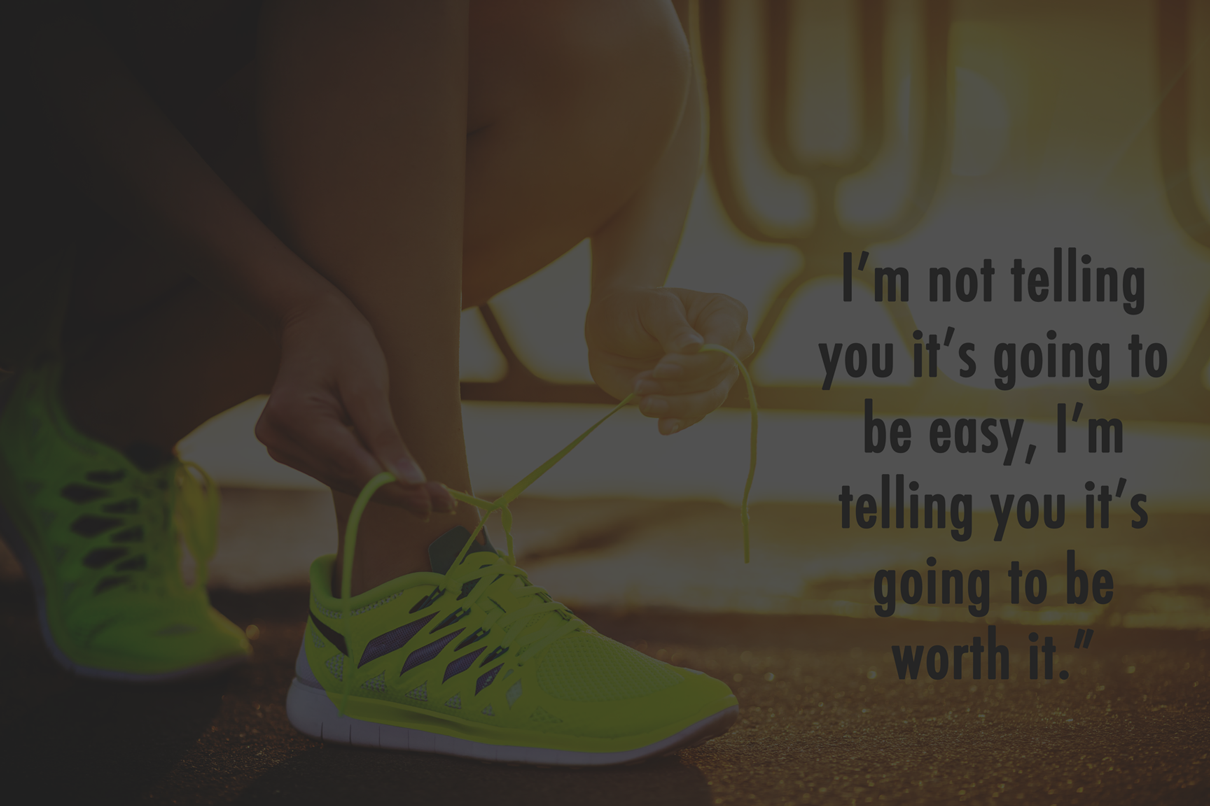 I’m not telling
you it’s going to
be easy, I’m
telling you it’s
going to be
worth it.”